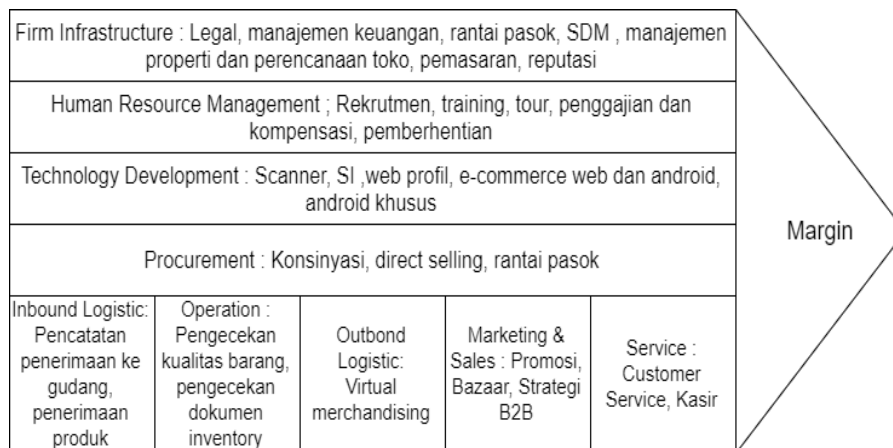 Firm Infrastructure : Legal, manajemen keuangan, rantai pasok, SDM , manajemen
properti dan perencanaan toko, pemasaran, reputasi
Human Resource Management ; Rekrutmen, training, tour, penggajian dan
kompensasi, pemberhentian
Technology Development : Scanner, SI ,web profil, e-commerce web dan android,
android khusus
Procurement : Konsinyasi, direct selling, rantai pasok
Inbound Logistic:
Pencatatan
penerimaan ke
gudang,
penerimaan
produk
Operation :
Pengecekan
kualitas barang,
pengecekan
dokumen
inventory
Outbond
Logistic:
Virtual
merchandising
Marketing &
Sales : Promosi,
Bazaar, Strategi
B2B
Service :
Customer
Service, Kasir
Margin